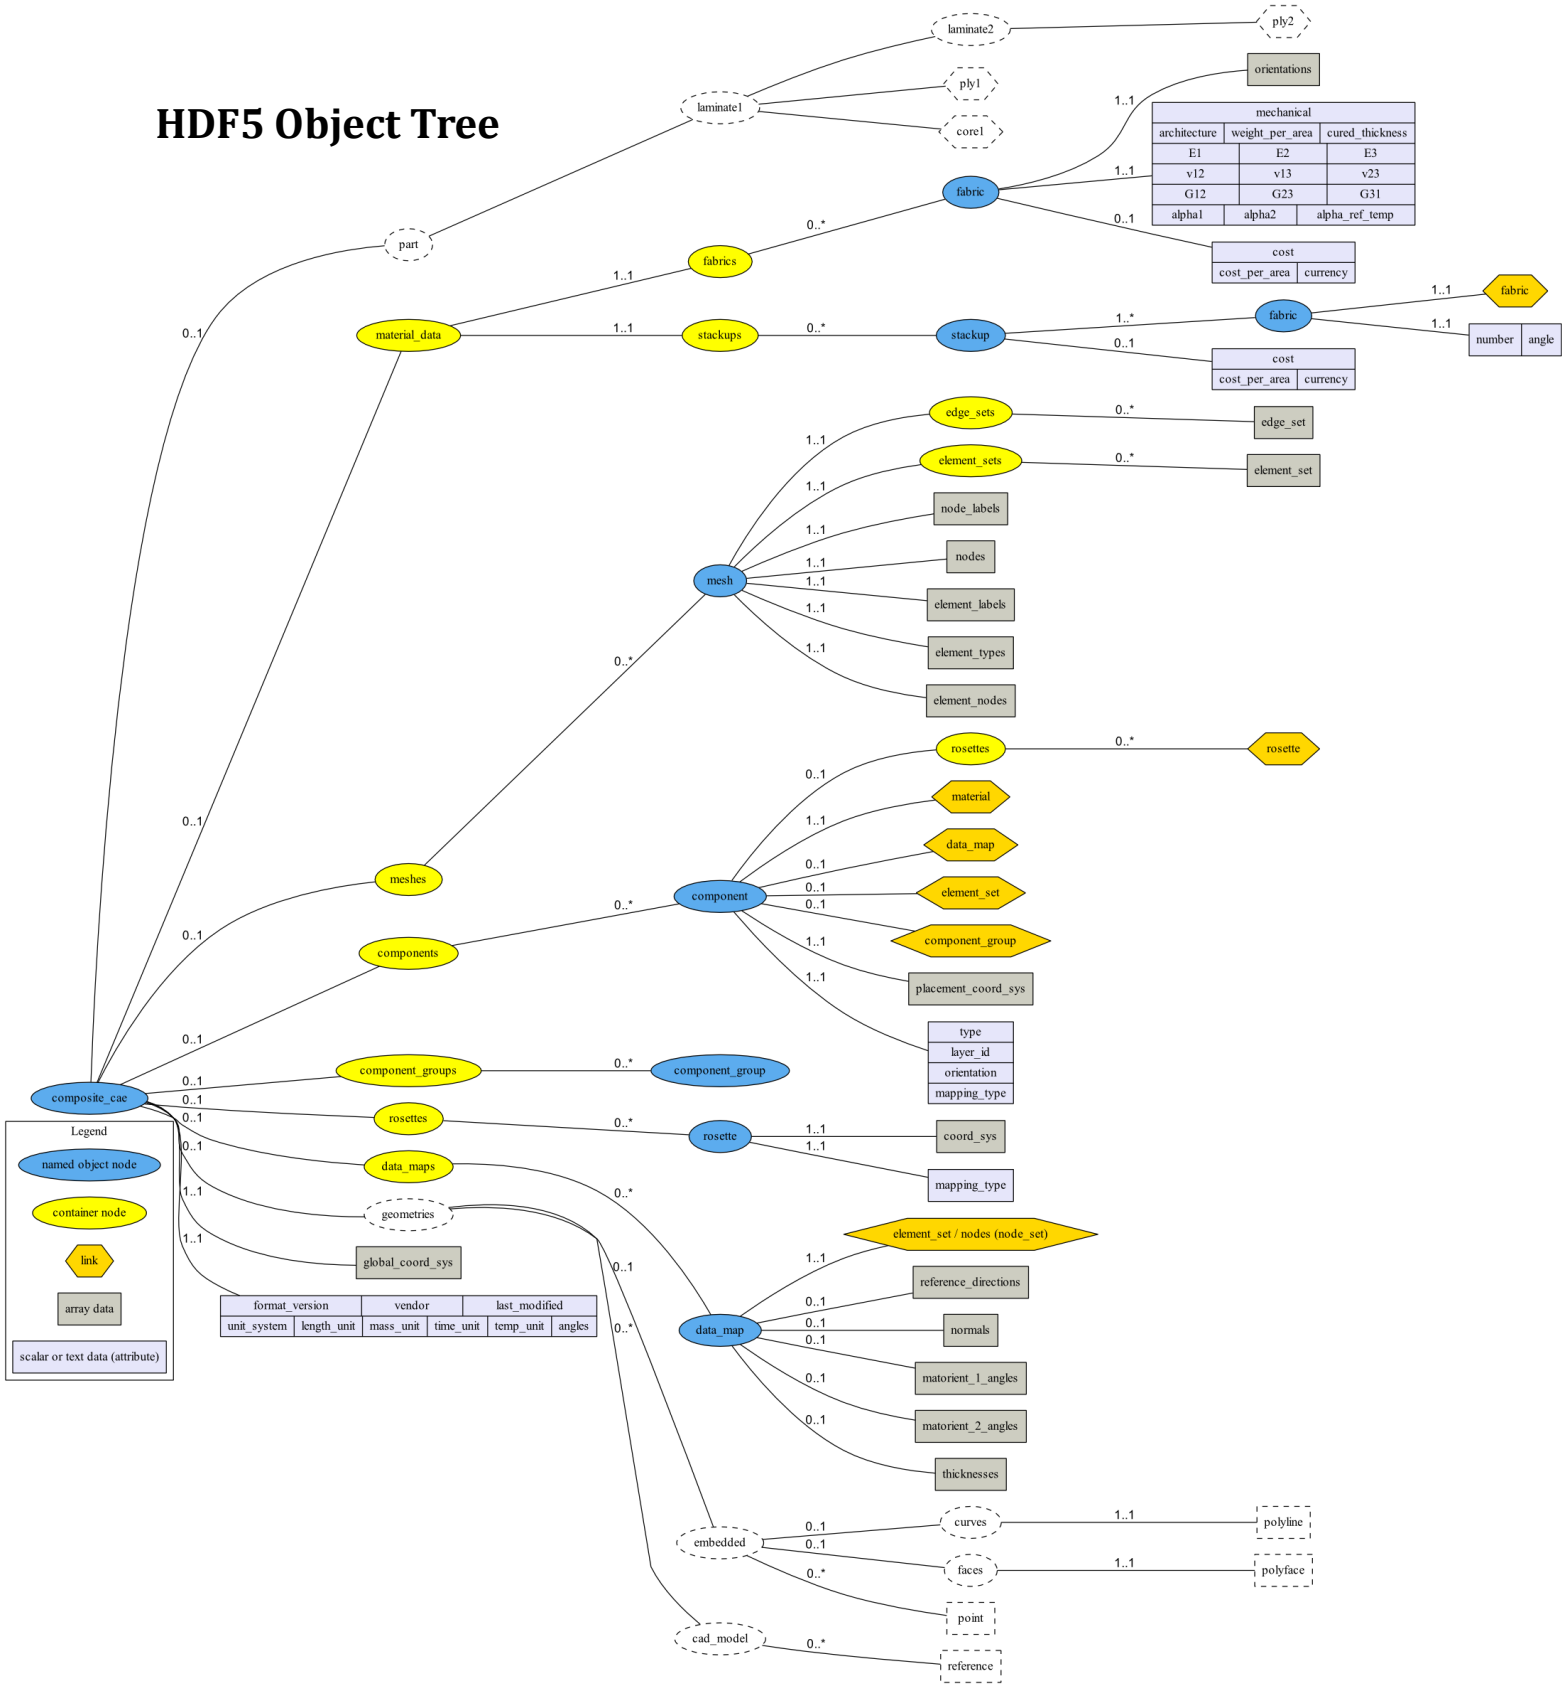 HDF5 Object Tree
laminate2
ply2
laminate1
ply1
core1
part
0..1
material_data
0..1
1..1
fabrics
0..*
fabric
1..1
orientations
1..1
mechanical
architecture weight_per_area cured_thickness
E1 E2 E3
v12 v13 v23
G12 G23 G31
alpha1 alpha2 alpha_ref_temp
0..1
cost
cost_per_area currency
1..1
stackups
0..*
stackup
1..*
fabric
1..1
fabric
1..1
number angle
0..1
cost
cost_per_area currency
0..1
meshes
0..*
mesh
1..1
edge_sets
0..*
edge_set
1..1
element_sets
0..*
element_set
1..1
node_labels
1..1
nodes
1..1
element_labels
1..1
element_types
1..1
element_nodes
0..1
components
0..*
component
0..1
rosettes
0..*
rosette
1..1
material
0..1
data_map
0..1
element_set
0..1
component_group
1..1
placement_coord_sys
1..1
type
layer_id
orientation
mapping_type
composite_cae
0..1
component_groups
0..*
component_group
0..1
rosettes
0..*
rosette
1..1
coord_sys
1..1
mapping_type
0..1
data_maps
0..*
data_map
1..1
element_set / nodes (node_set)
0..1
reference_directions
0..1
normals
0..1
matorient_1_angles
0..1
matorient_2_angles
0..1
thicknesses
0..1
geometries
0..1
embedded
0..1
curves
1..1
polyline
0..1
faces
1..1
polyface
0..*
point
0..*
cad_model
0..*
reference
1..1
global_coord_sys
1..1
format_version vendor last_modified
unit_system length_unit mass_unit time_unit temp_unit angles
Legend
named object node
container node
link
array data
scalar or text data (attribute)